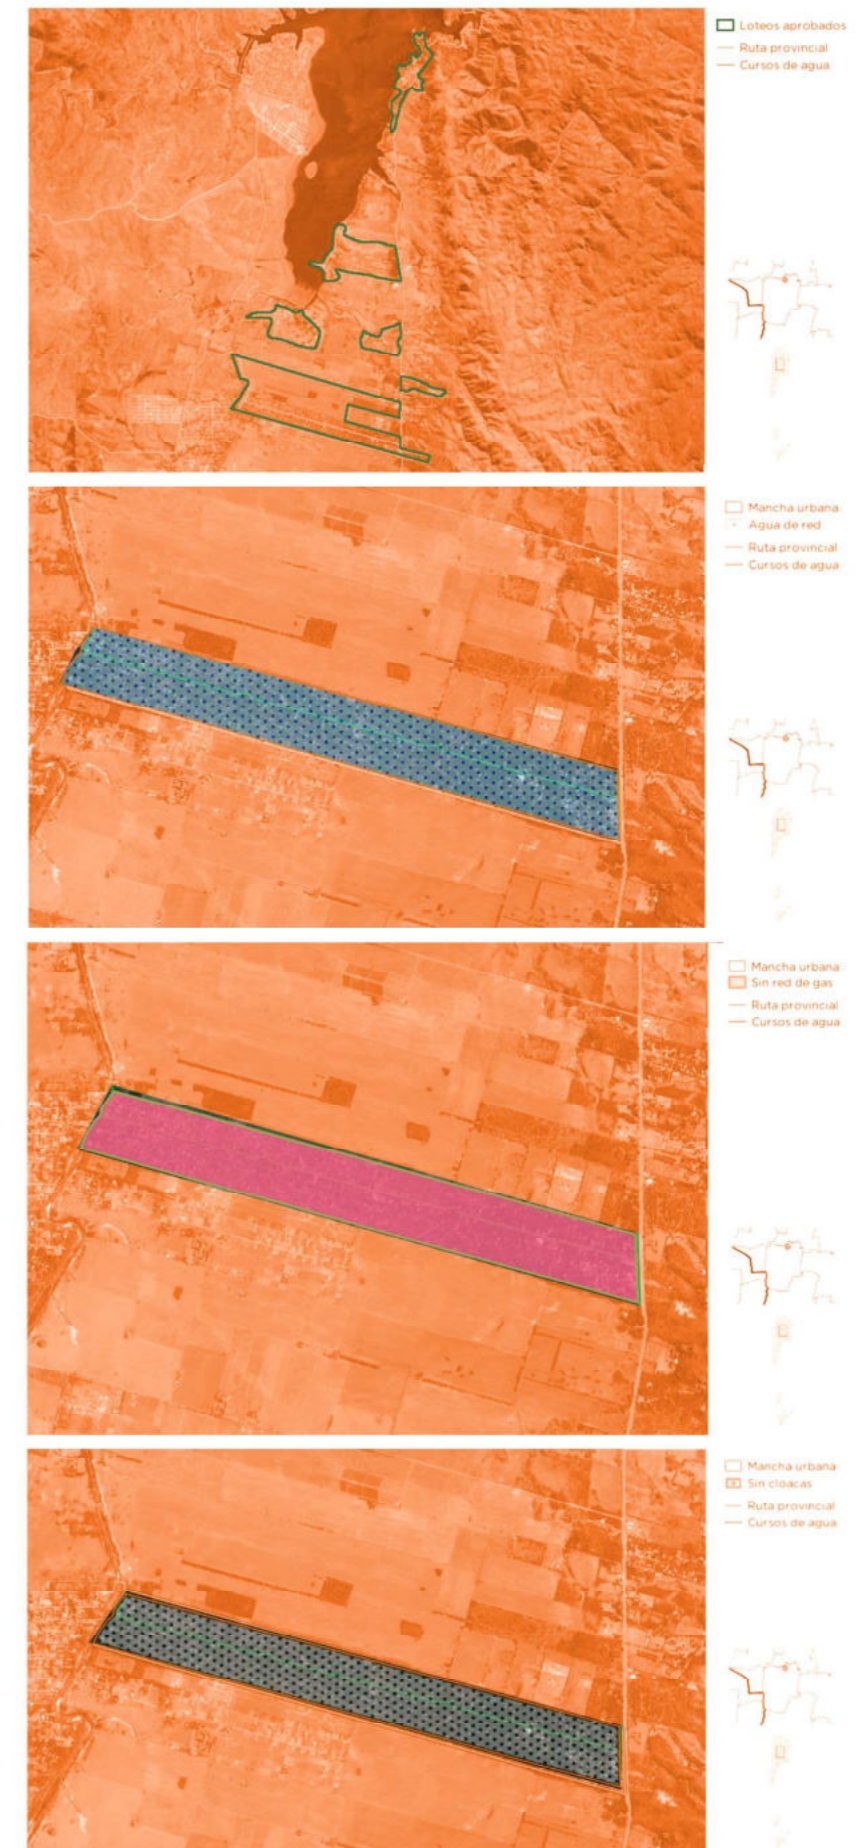 Loteos aprobados
Ruta provincial
Cursos de agua
Mancha urbana
Agua de red
Ruta provincial
Cursos de agua
Mancha urbana
Sin red de gas
Ruta provincial
Cursos de agua
Mancha urbana
Sin cloacas
Ruta provincial
Cursos de agua